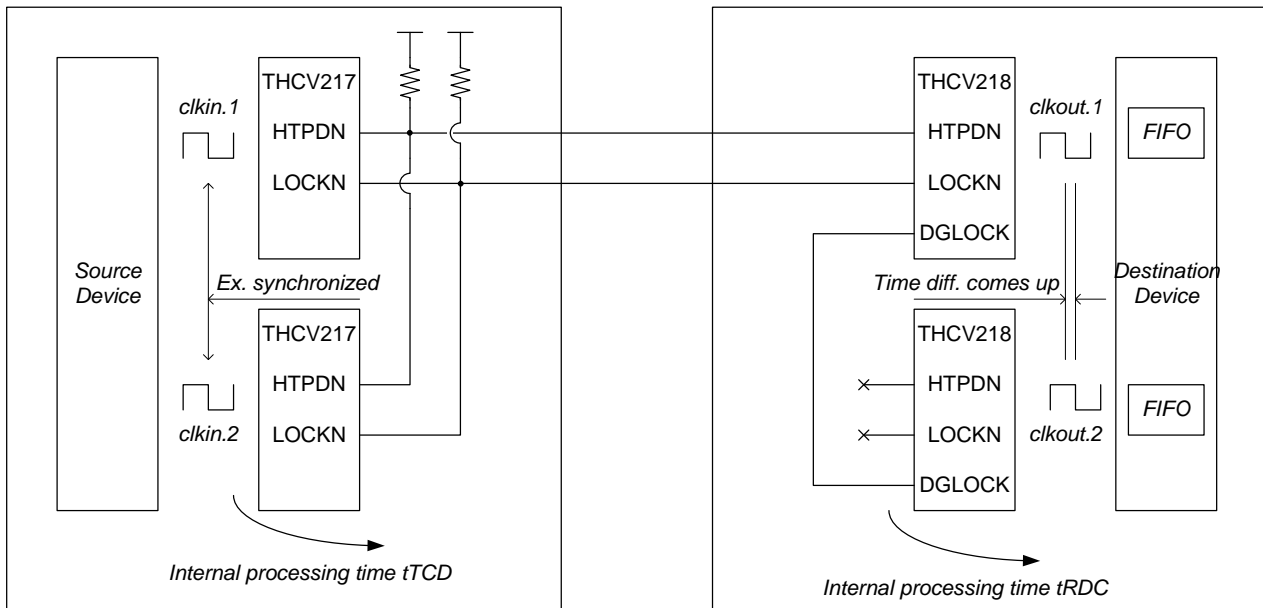 THCV217
clkin.1
HTPDN
LOCKN
Source
Device
Ex. synchronized
THCV217
HTPDN
LOCKN
clkin.2
Internal processing time tTCD
THCV218
clkout.1
HTPDN
FIFO
LOCKN
DGLOCK
Time diff. comes up
Destination
Device
THCV218
HTPDN
FIFO
LOCKN
clkout.2
DGLOCK
Internal processing time tRDC